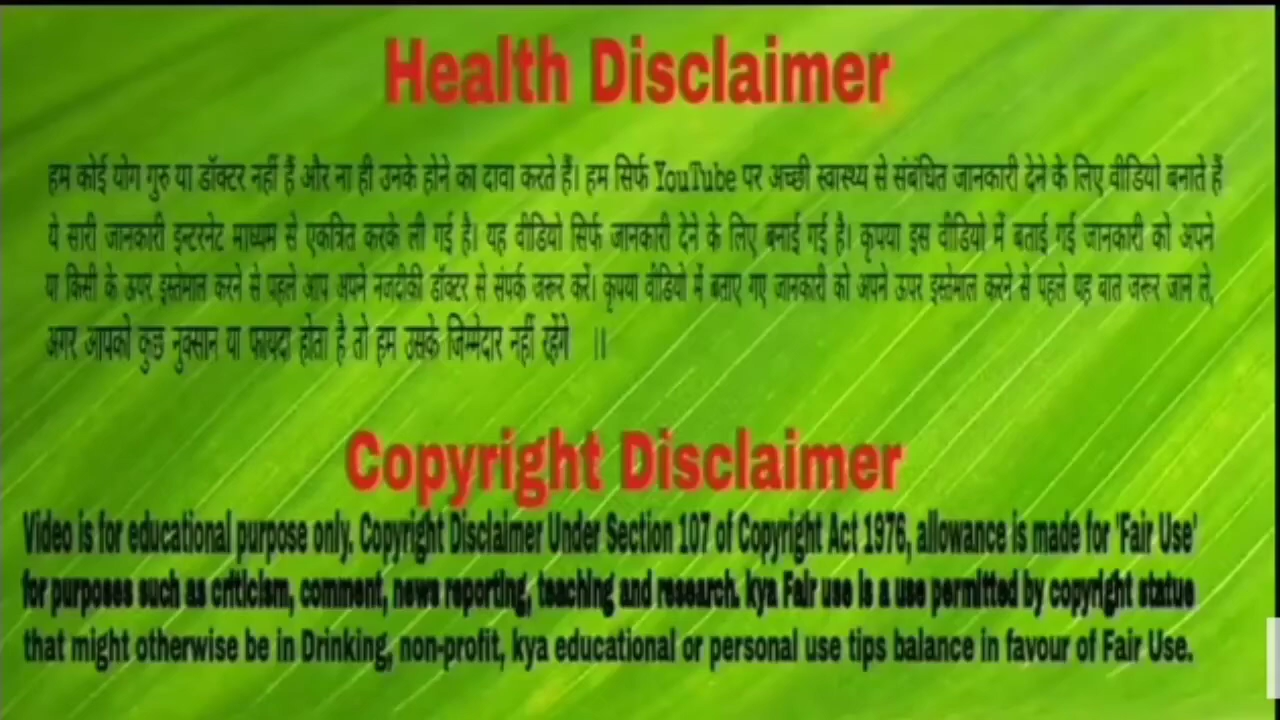 Health Disclaimer
हम कोई योग गुरु या डॉक्टर नहीं हैं और ना ही उनके होने का दावा करते हैं। हम सिर्फ YouTube पर अच्छी स्वास्थ्य से संबंधित जानकारी देने के लिए वीडियो बनाते हैं
ये सारी जानकारी इन्टरनेट माध्यम से एकत्रित करके ली गई है। यह वीडियो सिर्फ जानकारी देने के लिए बनाई गई है। कृपया इस वीडियो में बताई गई जानकारी को अपने
या किसी के ऊपर इस्तेमाल करने से पहले आप अपने नजदीकी डॉक्टर से संपर्क जरूर करें। कृपया वीडियो में बताए गए जानकारी को अपने ऊपर इस्तेमाल करने से पहले यह बात जरूर जान ले,
अगर आपको कुछ नुक्सान या फायदा होता है तो हम उसके जिम्मेदार नहीं रहेंगे ।।
Copyright Disclaimer
Video is for educational purpose only. Copyright Disclaimer Under Section 107 of Copyright Act 1976, allowance is made for 'Fair Use'
for purposes such as criticism, comment, news reporting, teaching and research. kya Fair use is a use permitted by copyright statue
that might otherwise be in Drinking, non-profit, kya educational or personal use tips balance in favour of Fair Use.